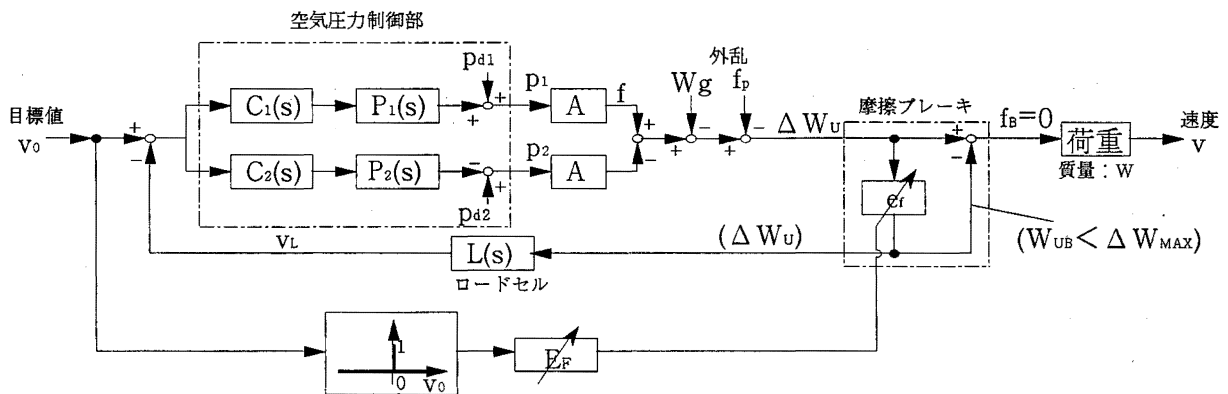 空気圧力制御部
pd1
p1
外乱
Wg
fp
C1(s)
P1(s)
A
f
摩擦ブレーキ
目標値
v0
ΔWU
fB=0
荷重
速度
v
質量:W
C2(s)
P2(s)
p2
A
ef
pd2
vL
L(s)
ロードセル
(ΔWU)
(WUB<ΔWMAX)
1
0
v0
EF